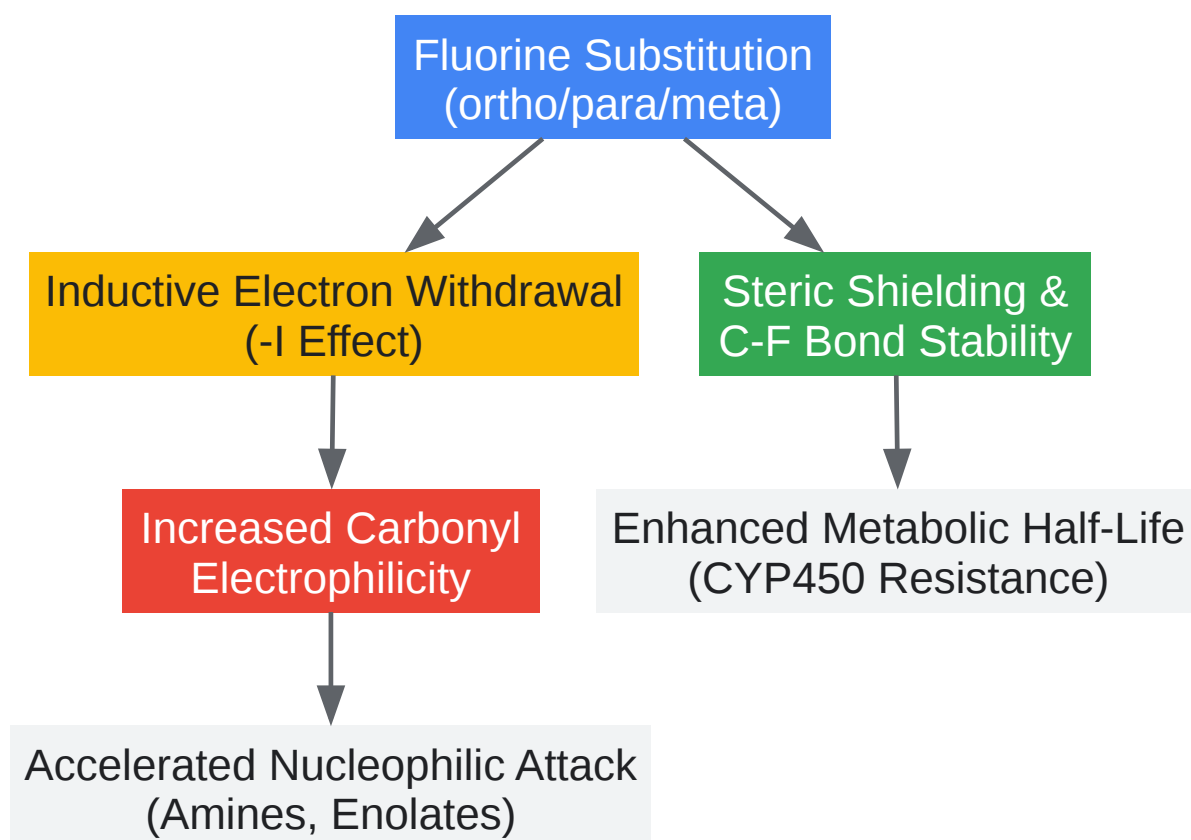 Fluorine Substitution
(ortho/para/meta)
Inductive Electron Withdrawal
(-I Effect)
Steric Shielding &
C-F Bond Stability
Increased Carbonyl
Electrophilicity
Enhanced Metabolic Half-Life
(CYP450 Resistance)
Accelerated Nucleophilic Attack
(Amines, Enolates)